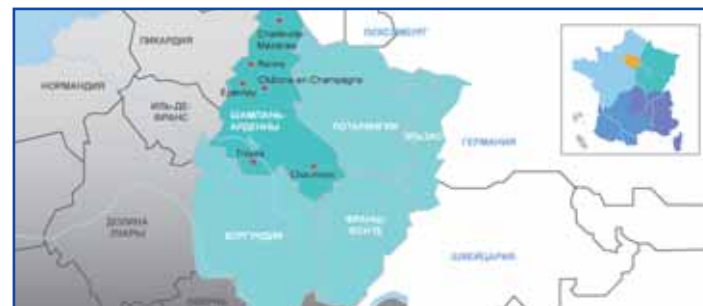 ЛЮКСЕМБУРГ
ПИКАРДИЯ
Charleville-
Mézières
Reims
НОРМАНДИЯ
Châlons en Champagne
Epernay
ИЛЬ-ДЕ-
ФРАНС
ШАМПАНЬ-
АРДЕННЫ
ЛОТАРИНГИЯ
ЭЛЬЗАС
ГЕРМАНИЯ
Troyes
Chaumont
ДОЛИНА
ЛУАРЫ
БУРГУНДИЯ
ФРАНШ-
КОНТЕ
ШВЕЙЦАРИЯ